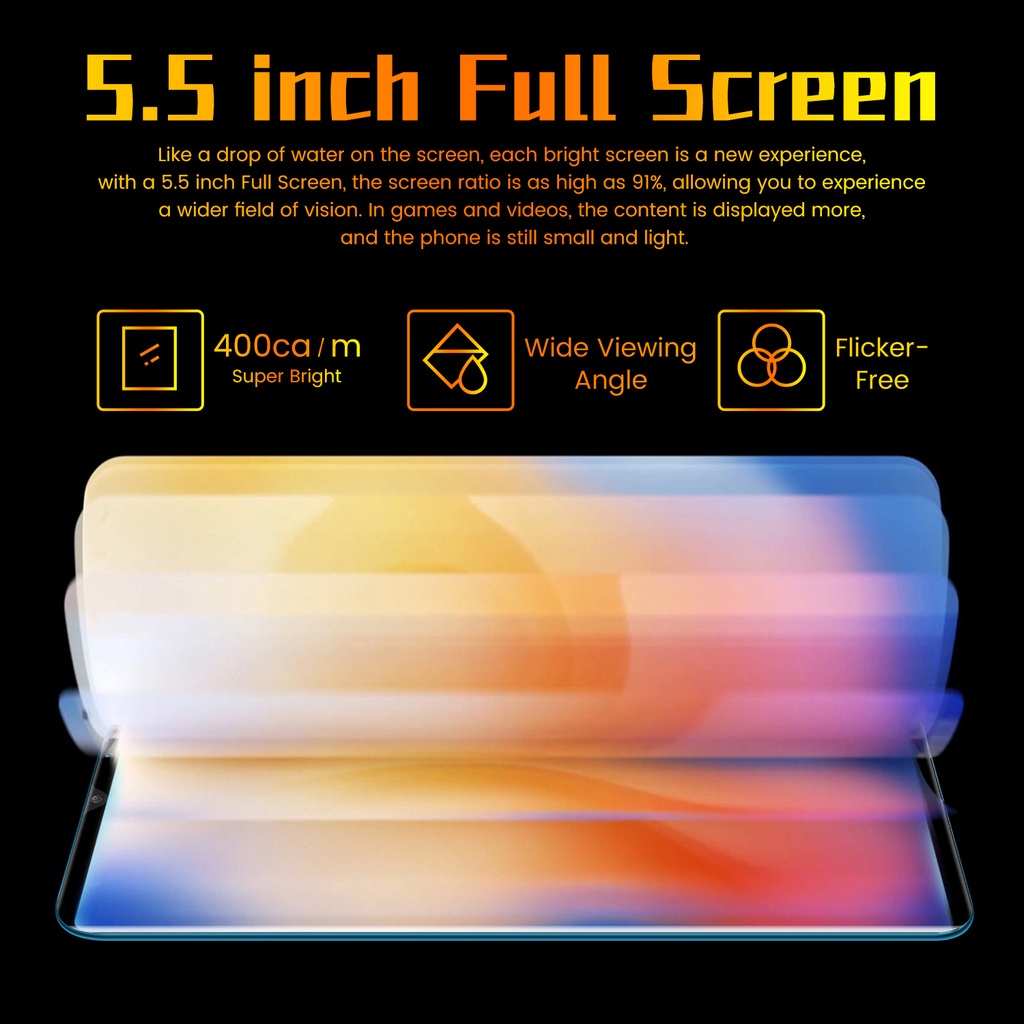 5.5 inch Full Screen
Like a drop of water on the screen, each bright screen is a new experience,
with a 5.5 inch Full Screen, the screen ratio is as high as 91%, allowing you to experience
a wider field of vision. In games and videos, the content is displayed more,
and the phone is still small and light.
400ca / m
Super Bright
Wide Viewing
Angle
Flicker-
Free